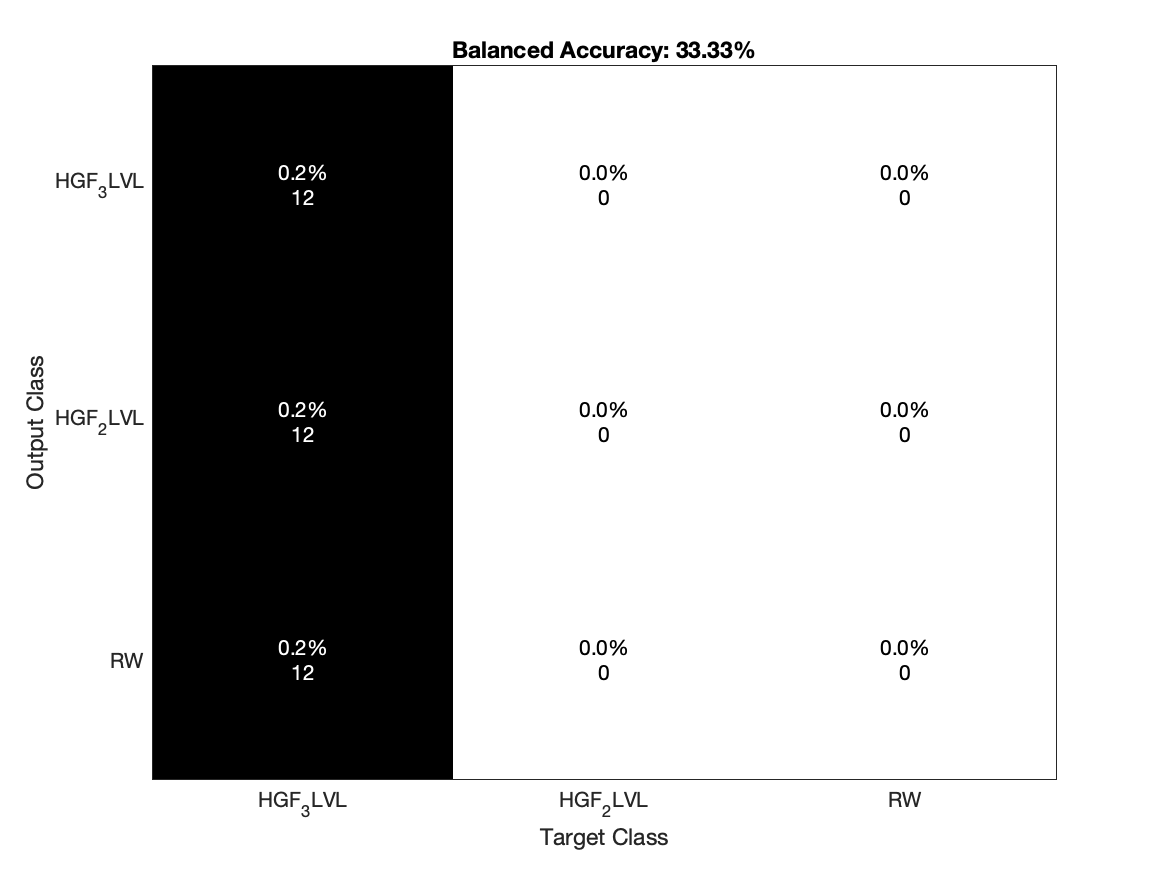 Balanced Accuracy: 33.33%
HGF₃LVL
0.2%
12
0.0%
0
0.0%
0
Output Class
HGF₂LVL
0.2%
12
0.0%
0
0.0%
0
RW
0.2%
12
0.0%
0
0.0%
0
HGF₃LVL
HGF₂LVL
RW
Target Class